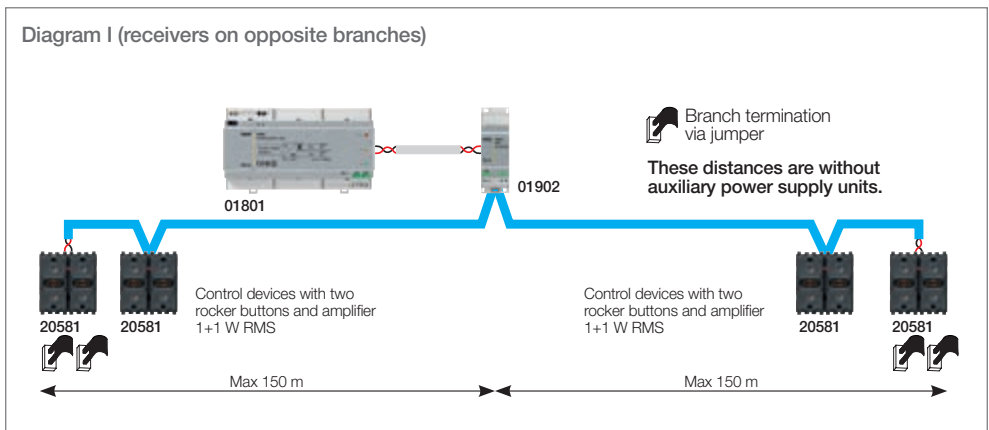 Diagram I (receivers on opposite branches)
Branch termination
via jumper
These distances are without
auxiliary power supply units.
01801
01902
20581
20581
Control devices with two
rocker buttons and amplifier
1+1 W RMS
Control devices with two
rocker buttons and amplifier
1+1 W RMS
20581
20581
Max 150 m
Max 150 m